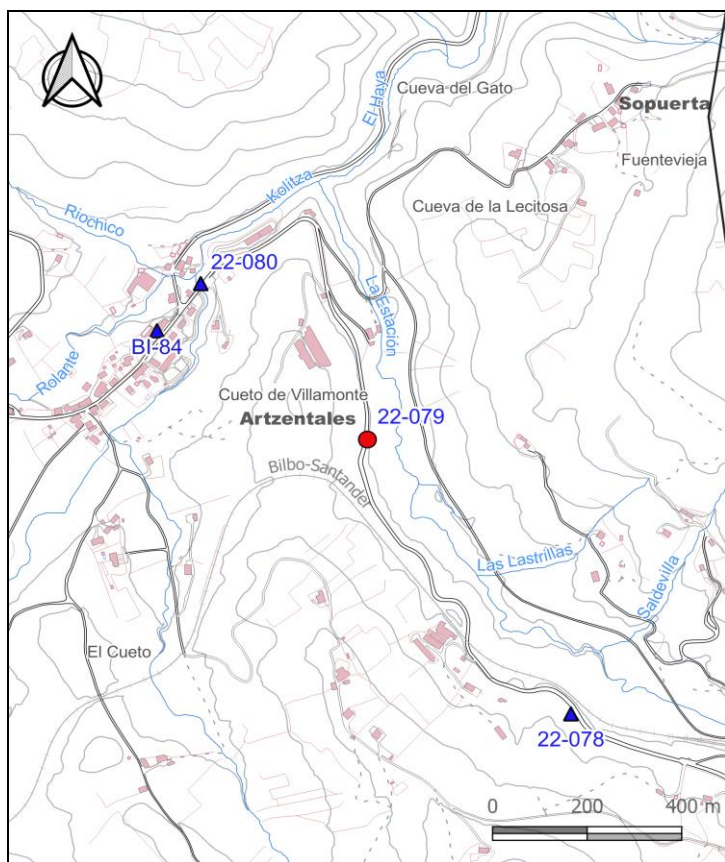 Cueva del Gato
El Haya
Sopuerta
Fuentevieja
Kolitza
Riochico
Cueva de la Lecitosa
22-080
La Estación
BI-84
Rolante
Cueto de Villamonte
Artzentales
22-079
Bilbo-Santander
Las Lastrillas
Saldevilla
El Cueto
22-078
0 200 400 m